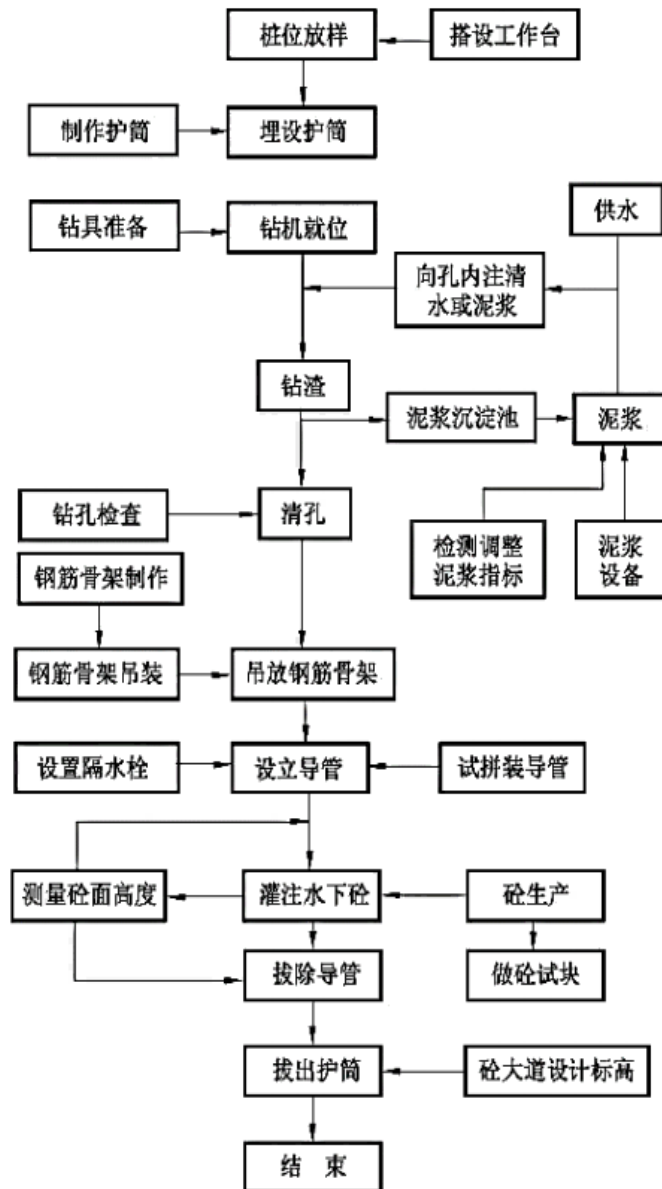 桩位放样
搭设工作台
制作护筒
埋设护筒
钻具准备
钻机就位
供水
向孔内注清
水或泥浆
钻渣
泥浆沉淀池
泥浆
钻孔检查
清孔
检测调整
泥浆指标
泥浆
设备
钢筋骨架制作
钢筋骨架吊装
吊放钢筋骨架
设置隔水栓
设立导管
试拼装导管
测量砼面高度
灌注水下砼
砼生产
拔除导管
做砼试块
拔出护筒
砼大道设计标高
结 束